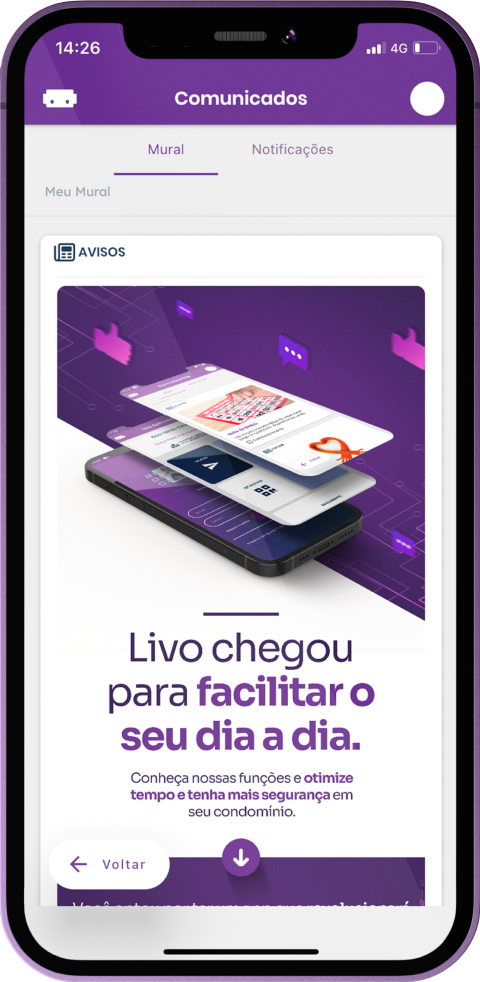 14:26
4G
Comunicados
Mural
Notificações
Meu Mural
AVISOS
Livo chegou
para facilitar o
seu dia a dia.
Conheça nossas funções e otimize
tempo e tenha mais segurança em
seu condomínio.
Voltar